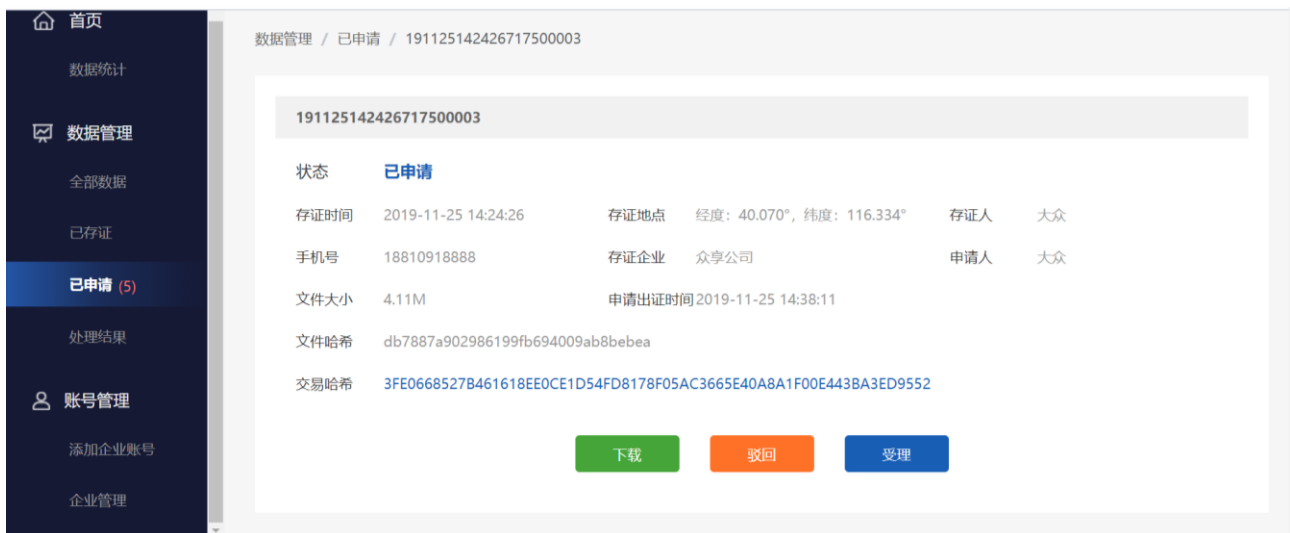 首页
数据统计
数据管理
全部数据
已存证
已申请 (5)
处理结果
账号管理
添加企业账号
企业管理
数据管理 / 已申请 / 191125142426717500003
191125142426717500003
状态 已申请
存证时间 2019-11-25 14:24:26 存证地点 经度：40.070°，纬度：116.334° 存证人 大众
手机号 18810918888 存证企业 众享公司 申请人 大众
文件大小 4.11M 申请出证时间 2019-11-25 14:38:11
文件哈希 db7887a902986199fb694009ab8bebea
交易哈希 3FE0668527B461618EE0CE1D54FD8178F05AC3665E40A8A1F00E443BA3ED9552
下载 驳回 受理